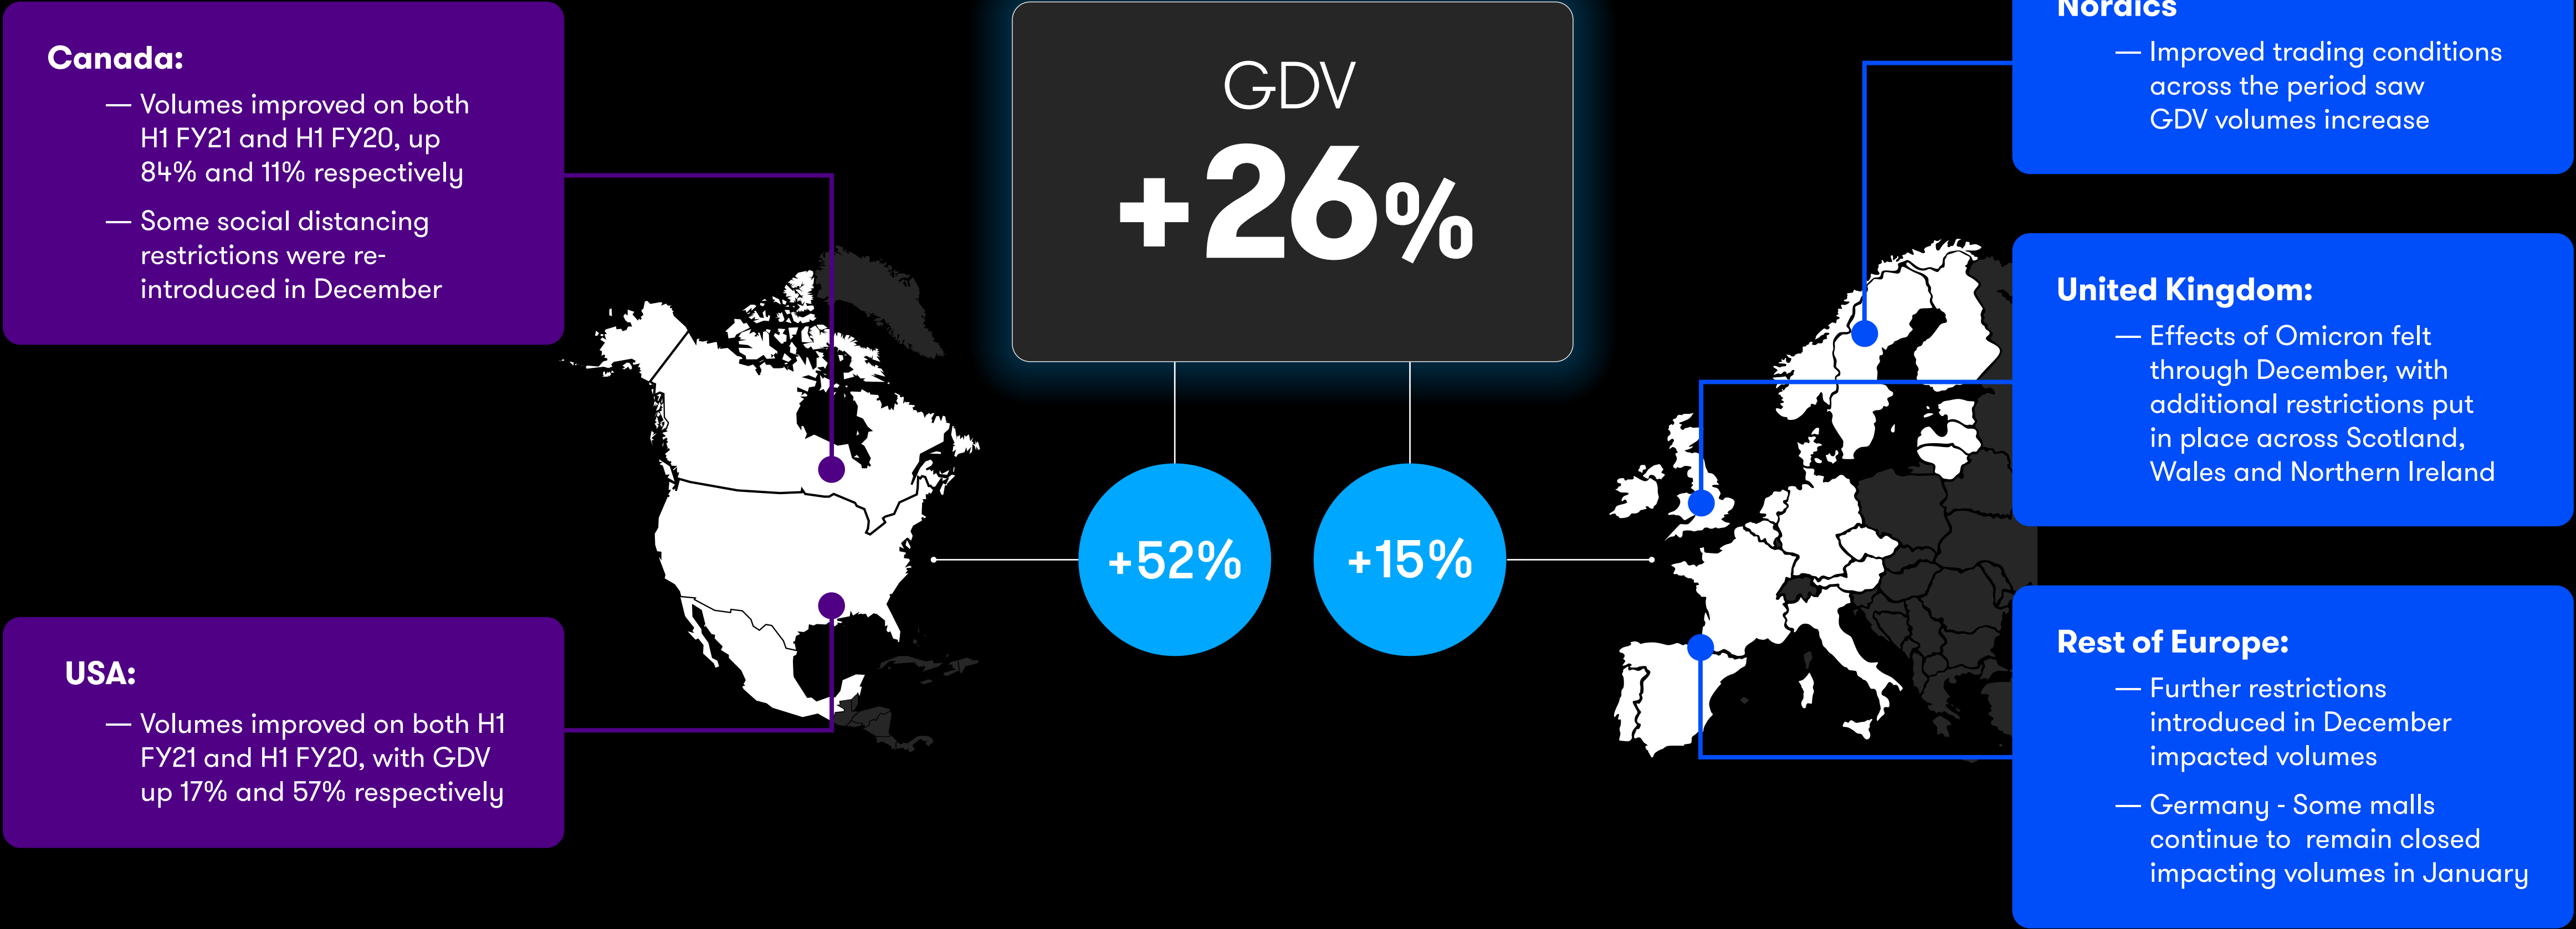 Canada:
— Volumes improved on both
H1 FY21 and H1 FY20, up
84% and 11% respectively
— Some social distancing
restrictions were re-
introduced in December
USA:
— Volumes improved on both H1
FY21 and H1 FY20, with GDV
up 17% and 57% respectively
GDV
+26%
+52%
+15%
Nordics
— Improved trading conditions
across the period saw
GDV volumes increase
United Kingdom:
— Effects of Omicron felt
through December, with
additional restrictions put
in place across Scotland,
Wales and Northern Ireland
Rest of Europe:
— Further restrictions
introduced in December
impacted volumes
— Germany - Some malls
continue to  remain closed
impacting volumes in January